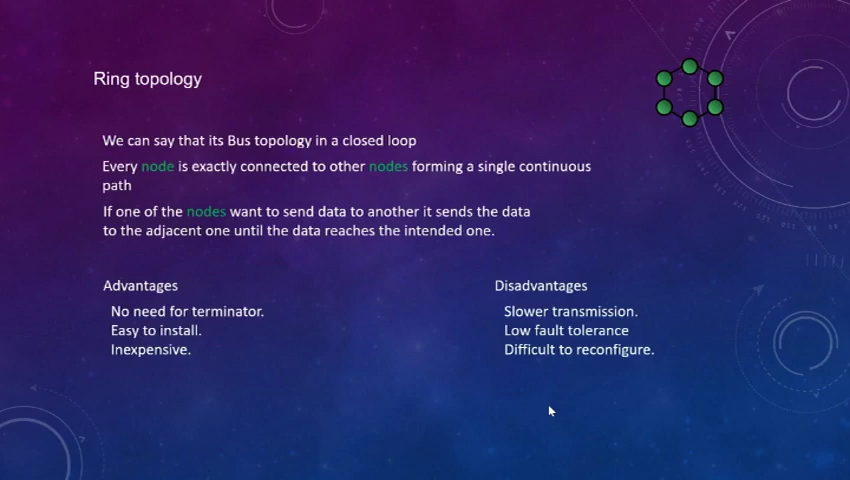 Ring topology
We can say that its Bus topology in a closed loop
Every node is exactly connected to other nodes forming a single continuous
path
If one of the nodes want to send data to another it sends the data
to the adjacent one until the data reaches the intended one.
Advantages
No need for terminator.
Easy to install.
Inexpensive.
Disadvantages
Slower transmission.
Low fault tolerance
Difficult to reconfigure.